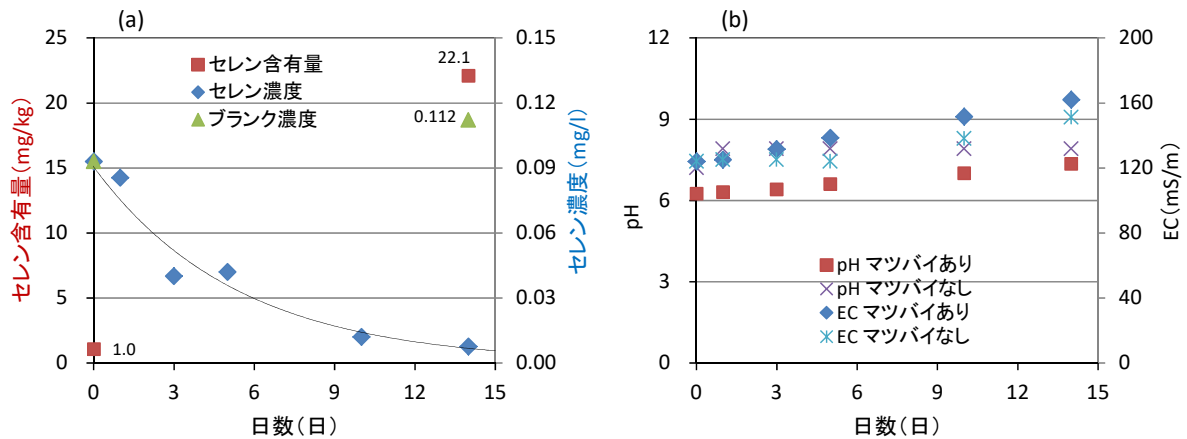 (a)
25
20
15
10
5
0
セレン含有量(mg/kg)
セレン含有量
セレン濃度
ブランク濃度
22.1
0.112
1.0
0.15
0.12
0.09
0.06
0.03
0.00
セレン濃度(mg/l)
0 3 6 9 12 15
日数(日)
(b)
12
9
6
3
0
pH
pH マツバイあり
pH マツバイなし
EC マツバイあり
EC マツバイなし
200
160
120
80
40
0
EC(mS/m)
0 3 6 9 12 15
日数(日)